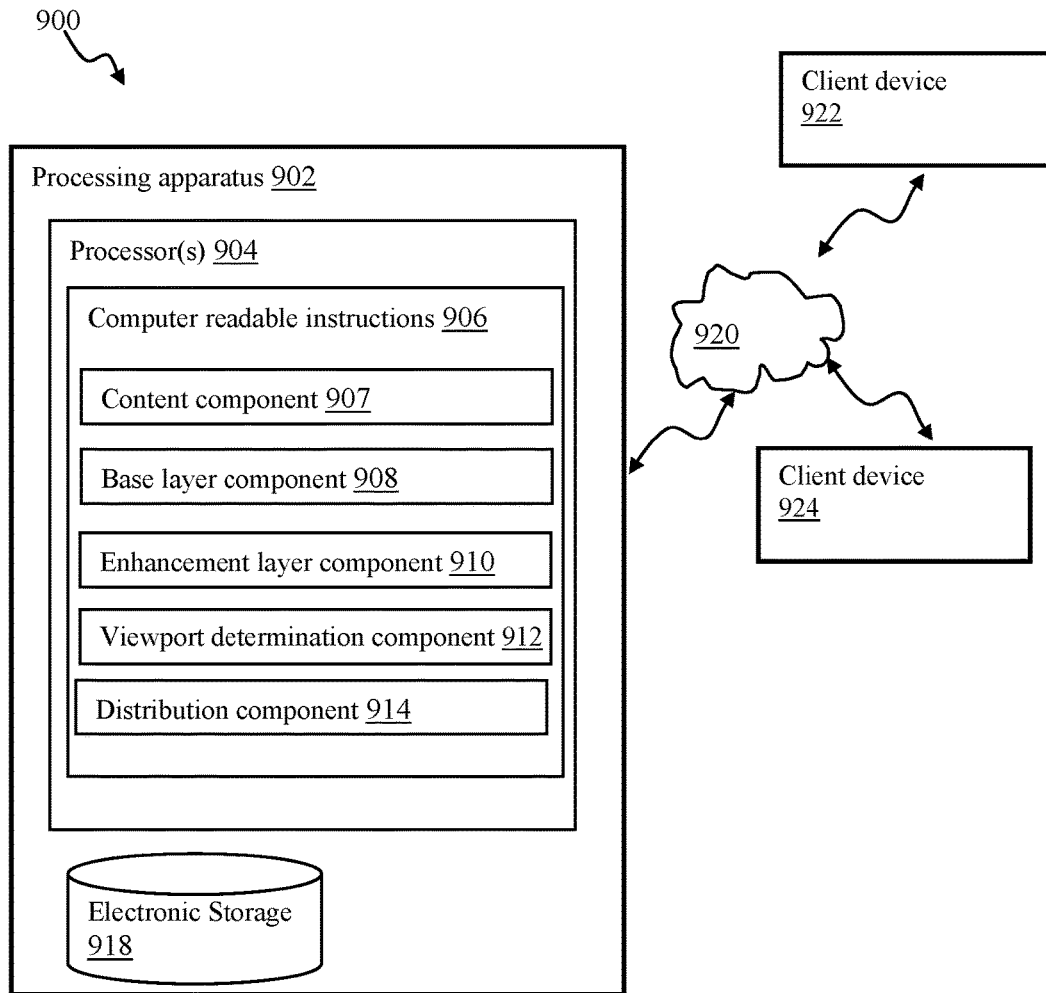 900
Client device
922
Processing apparatus 902
Processor(s) 904
Computer readable instructions 906
920
Content component 907
Base layer component 908
Client device
924
Enhancement layer component 910
Viewport determination component 912
Distribution component 914
Electronic Storage
918